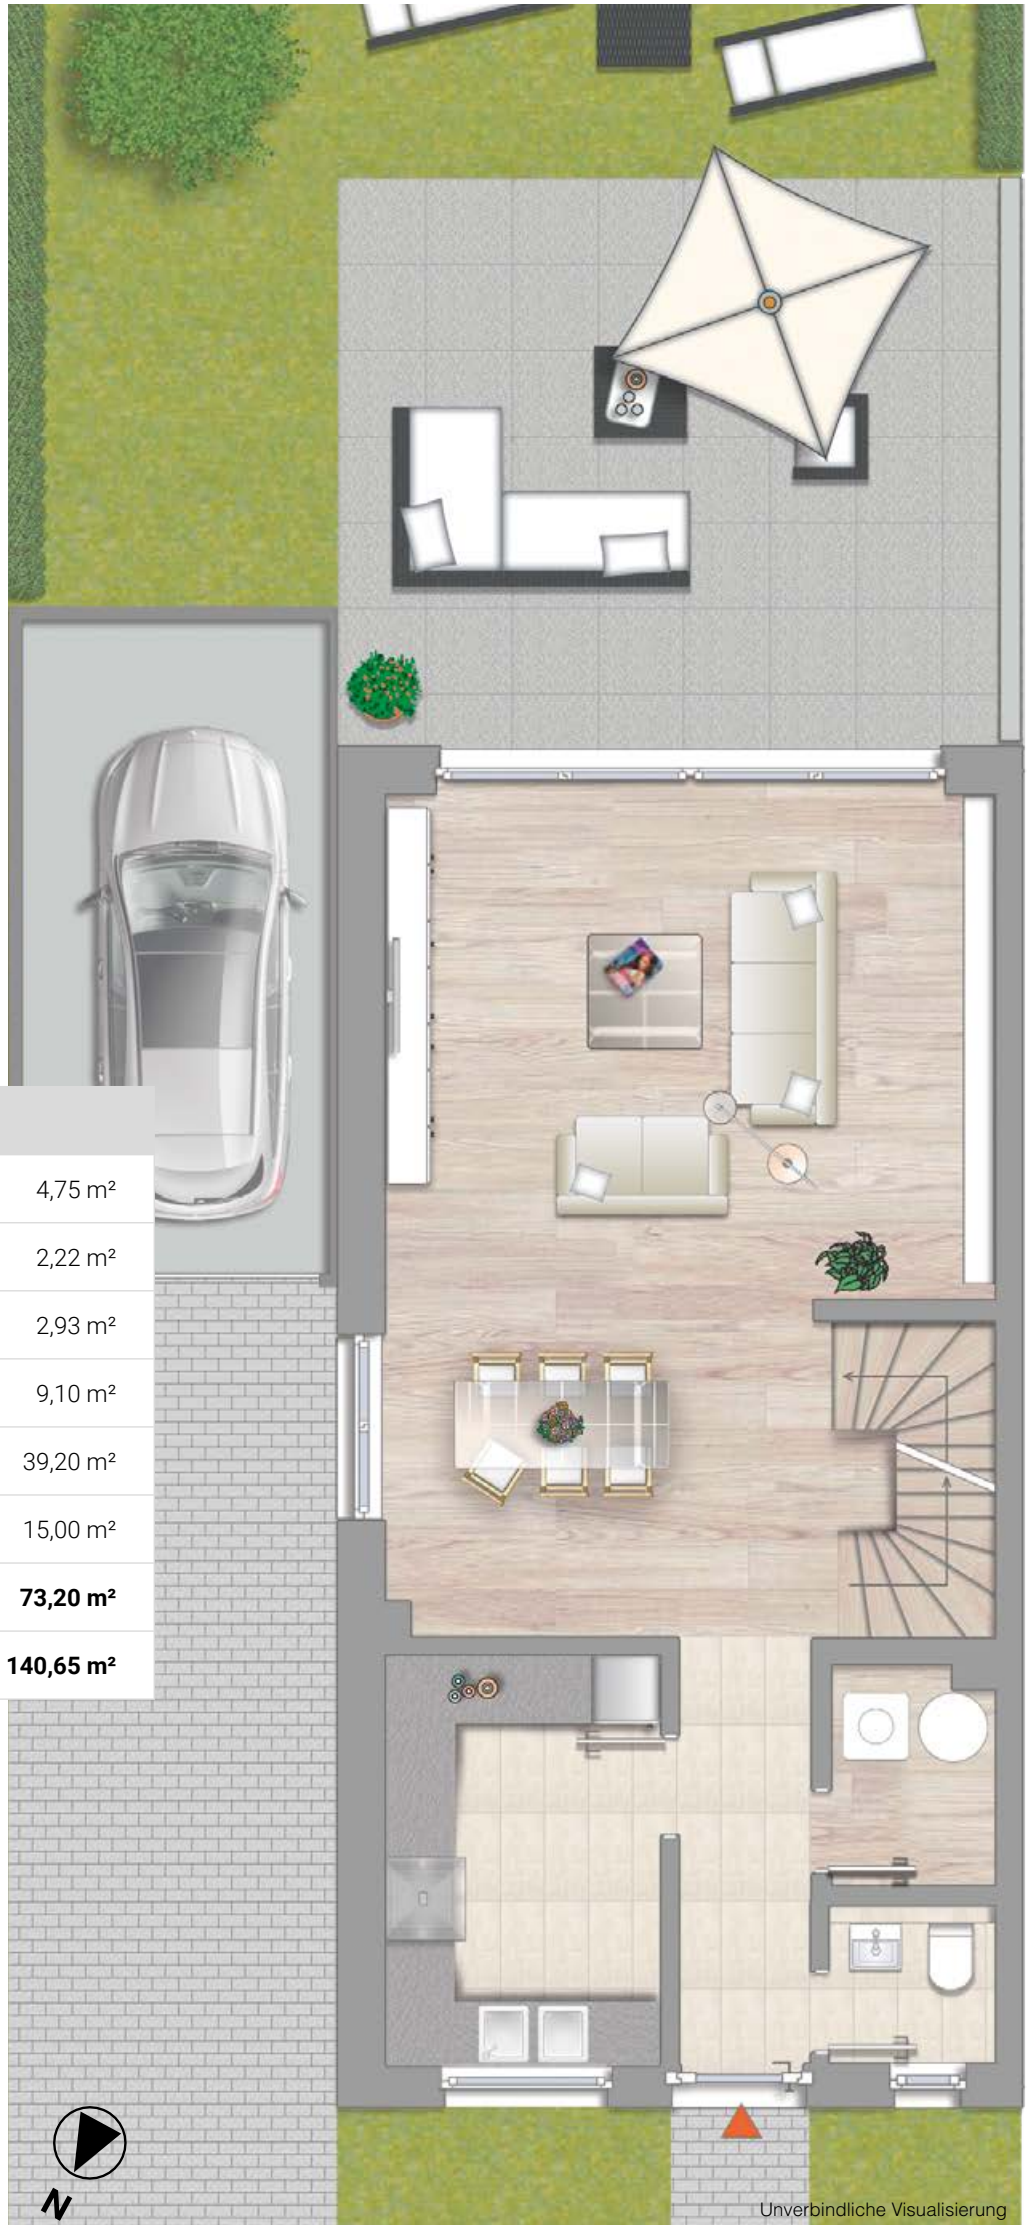 4,75 m²
2,22 m²
2,93 m²
9,10 m²
39,20 m²
15,00 m²
73,20 m²
140,65 m²
N
Unverbindliche Visualisierung